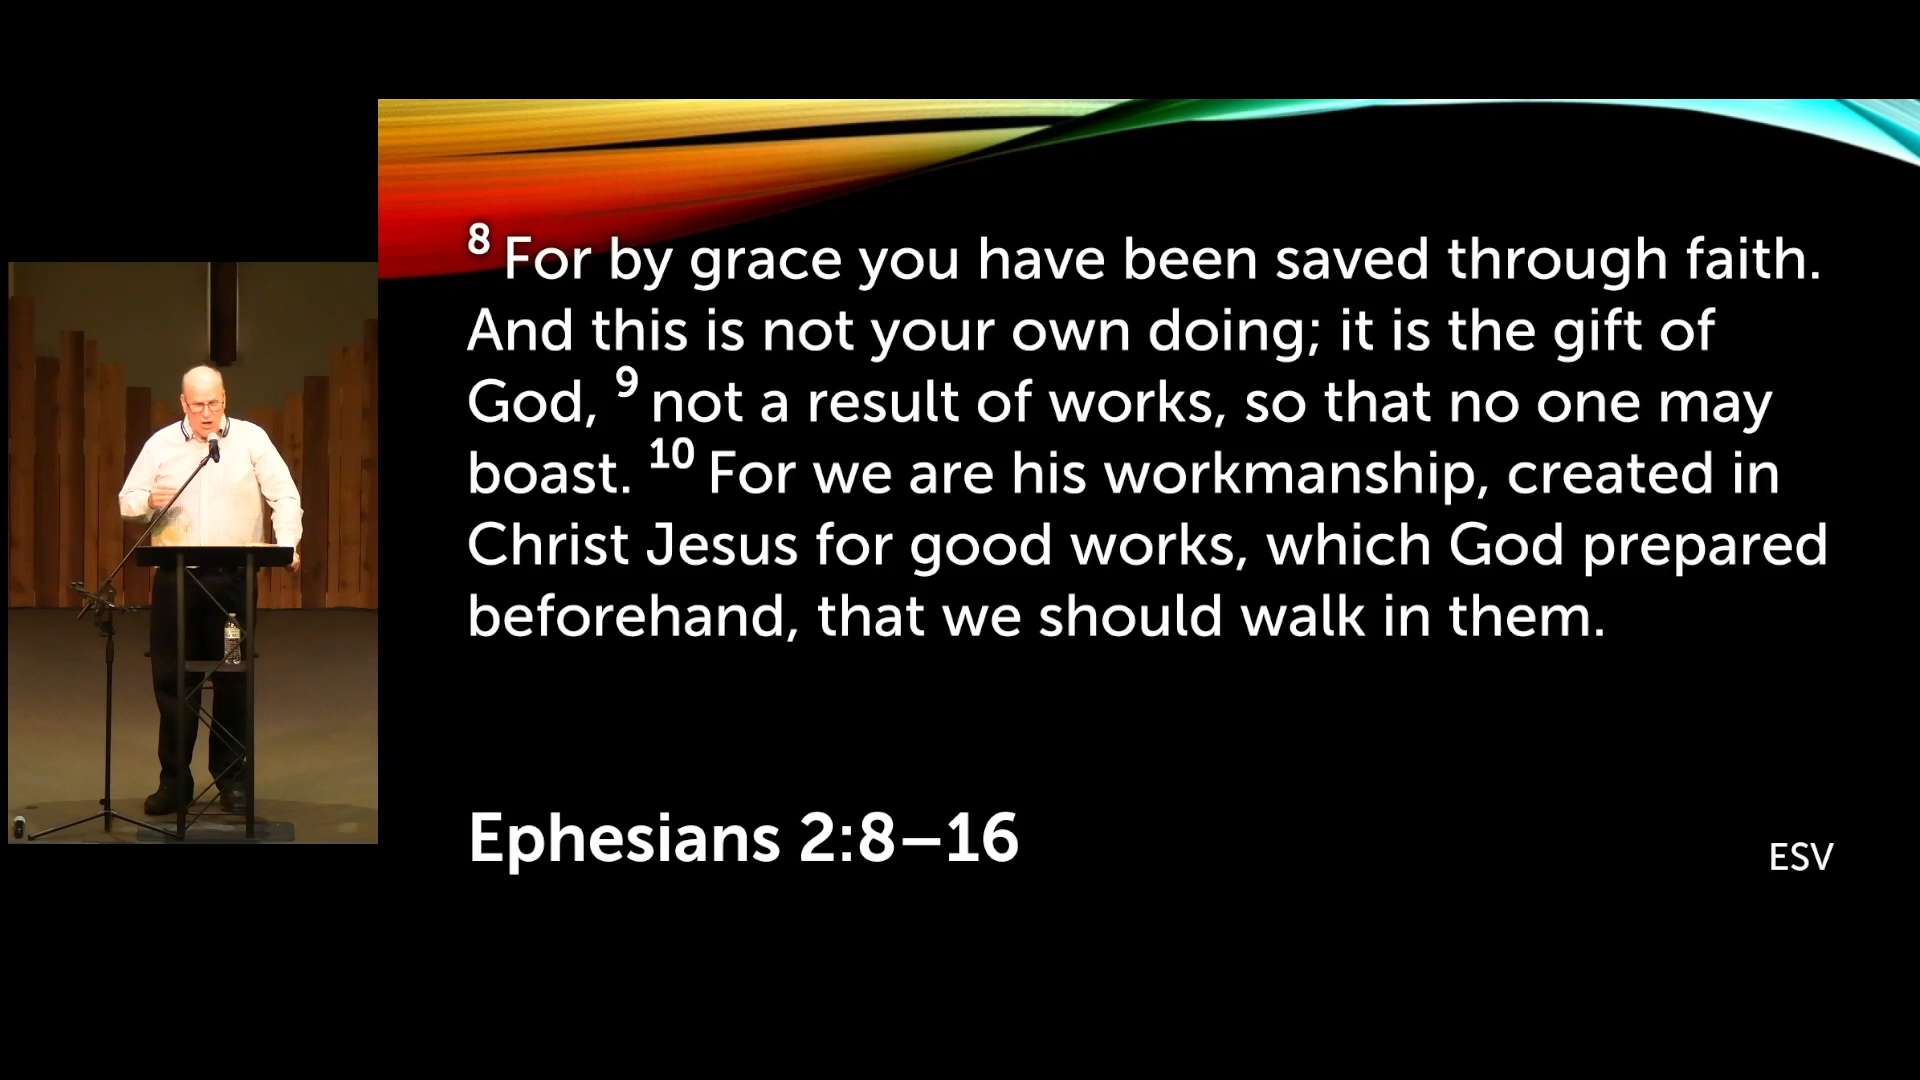 8 For by grace you have been saved through faith.
And this is not your own doing; it is the gift of
God, 9 not a result of works, so that no one may
boast. 10 For we are his workmanship, created in
Christ Jesus for good works, which God prepared
beforehand, that we should walk in them.
Ephesians 2:8–16
ESV